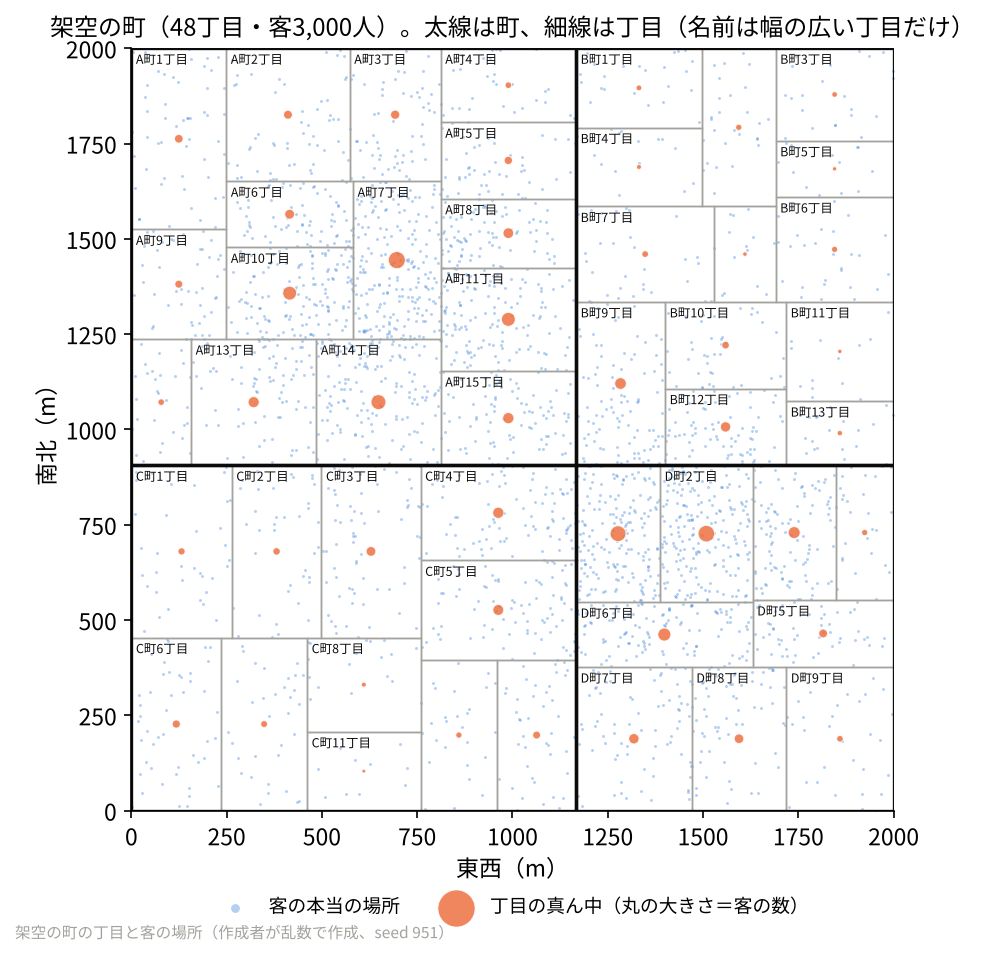 架空の町（48丁目・客3,000人）。太線は町、細線は丁目（名前は幅の広い丁目だけ）
2000
1750
1500
1250
1000
750
500
250
0
南北（m）
A町1丁目
A町2丁目
A町3丁目
A町4丁目
B町1丁目
B町3丁目
A町5丁目
B町4丁目
B町5丁目
A町6丁目
A町7丁目
A町8丁目
B町6丁目
B町7丁目
A町9丁目
A町10丁目
A町11丁目
B町9丁目
B町10丁目
B町11丁目
A町13丁目
A町14丁目
A町15丁目
B町12丁目
B町13丁目
C町1丁目
C町2丁目
C町3丁目
C町4丁目
D町2丁目
C町5丁目
D町6丁目
D町5丁目
C町6丁目
C町8丁目
D町7丁目
D町8丁目
D町9丁目
C町11丁目
0 250 500 750 1000 1250 1500 1750 2000
東西（m）
客の本当の場所 丁目の真ん中（丸の大きさ＝客の数）
架空の町の丁目と客の場所（作成者が乱数で作成、seed 951）